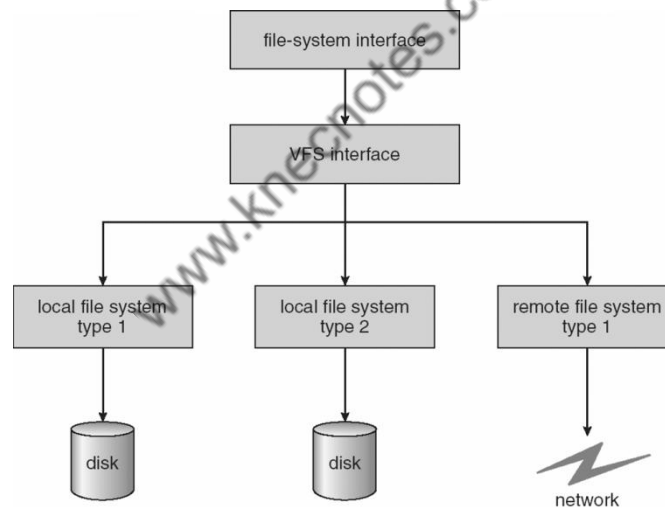 file-system interface
VFS interface
local file system
type 1
local file system
type 2
remote file system
type 1
disk
disk
network
www.knecnotes.co